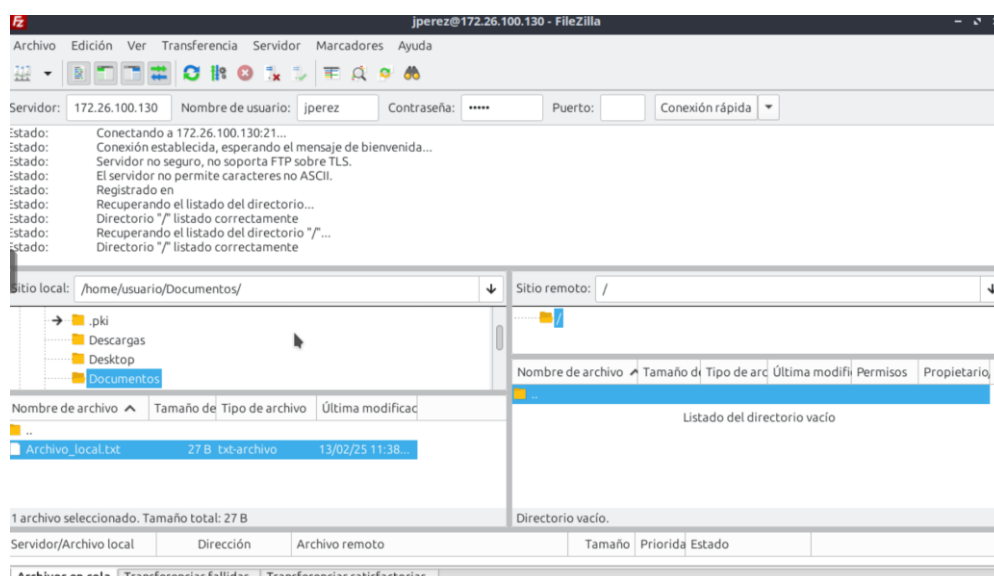 jperez@172.26.100.130 - FileZilla
Archivo Edición Ver Transferencia Servidor Marcadores Ayuda
Servidor: 172.26.100.130 Nombre de usuario: jperez Contraseña: ••••• Puerto: Conexión rápida
Estado: Conectando a 172.26.100.130:21...
Estado: Conexión establecida, esperando el mensaje de bienvenida...
Estado: Servidor no seguro, no soporta FTP sobre TLS.
Estado: El servidor no permite caracteres no ASCII.
Estado: Registrado en
Estado: Recuperando el listado del directorio...
Estado: Directorio "/" listado correctamente
Estado: Recuperando el listado del directorio "/"...
Estado: Directorio "/" listado correctamente
Sitio local: /home/usuario/Documentos/
.pki
Descargas
Desktop
Documentos
Nombre de archivo Tamaño de Tipo de archivo Última modificac
..
Archivo_local.txt 27 B txt-archivo 13/02/25 11:38...
1 archivo seleccionado. Tamaño total: 27 B
Sitio remoto: /
/
Nombre de archivo Tamaño d Tipo de arc Última modifi Permisos Propietario
..
Listado del directorio vacío
Directorio vacío.
Servidor/Archivo local Dirección Archivo remoto Tamaño Priorida Estado
Archivos en cola Transferencias fallidas Transferencias satisfactorias